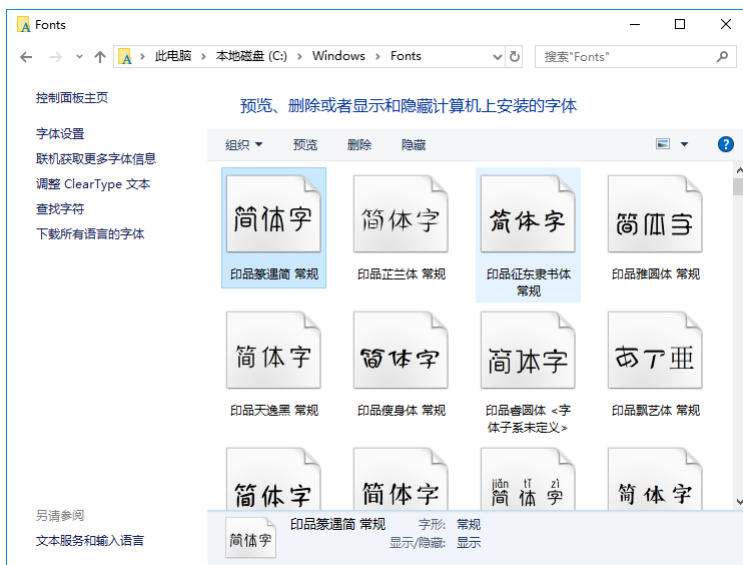 Fonts
此电脑 › 本地磁盘 (C:) › Windows › Fonts
搜索"Fonts"
控制面板主页
字体设置
联机获取更多字体信息
调整 ClearType 文本
查找字符
下载所有语言的字体
另请参阅
文本服务和输入语言
预览、删除或者显示和隐藏计算机上安装的字体
组织 预览 删除 隐藏
简体字 简体字 简体字 简体字
印品篆遇简 常规 印品芷兰体 常规 印品征东隶书体 印品雅圆体 常规
常规
简体字 简体字 简体字 あア亜
印品天逸黑 常规 印品瘦身体 常规 印品睿圆体 <字 印品飘艺体 常规
体子系未定义>
jiǎn tǐ zì
简体字 简体字 简体字 简体字
印品篆遇简 常规 字形: 常规
简体字
显示/隐藏: 显示